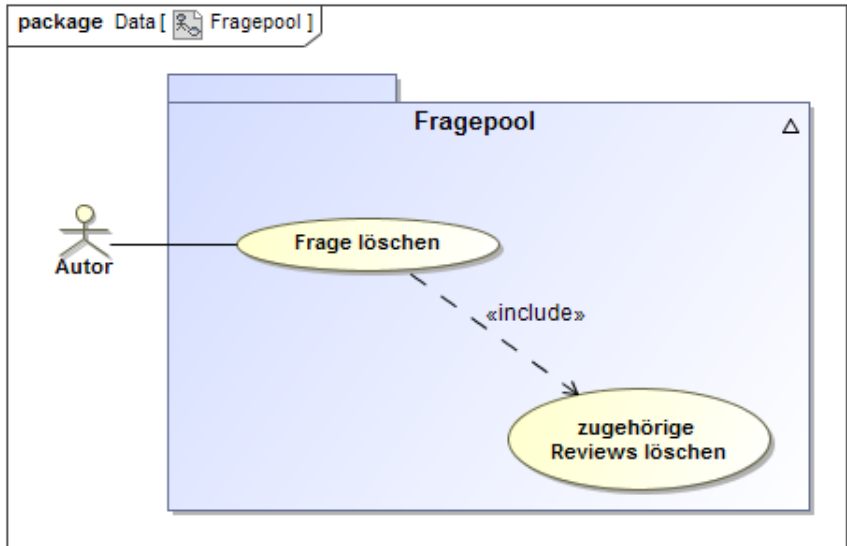 package Data [ Fragepool ]
Fragepool
Autor
Frage löschen
«include»
zugehörige
Reviews löschen